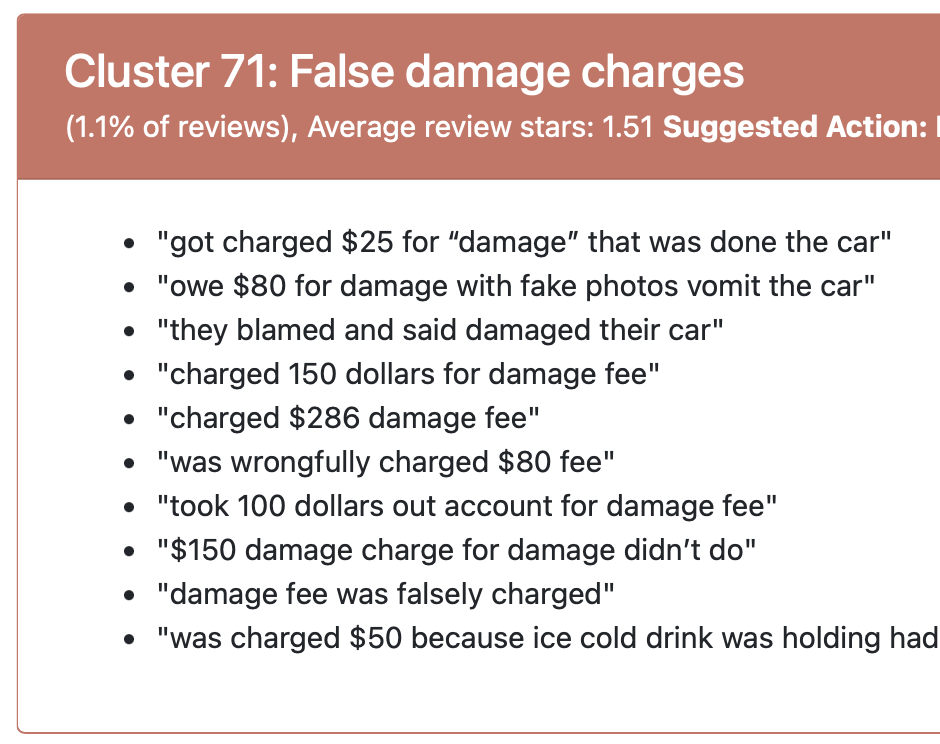 Cluster 71: False damage charges
(1.1% of reviews), Average review stars: 1.51 Suggested Action:
"got charged $25 for “damage” that was done the car"
"owe $80 for damage with fake photos vomit the car"
"they blamed and said damaged their car"
"charged 150 dollars for damage fee"
"charged $286 damage fee"
"was wrongfully charged $80 fee"
"took 100 dollars out account for damage fee"
"$150 damage charge for damage didn’t do"
"damage fee was falsely charged"
"was charged $50 because ice cold drink was holding had